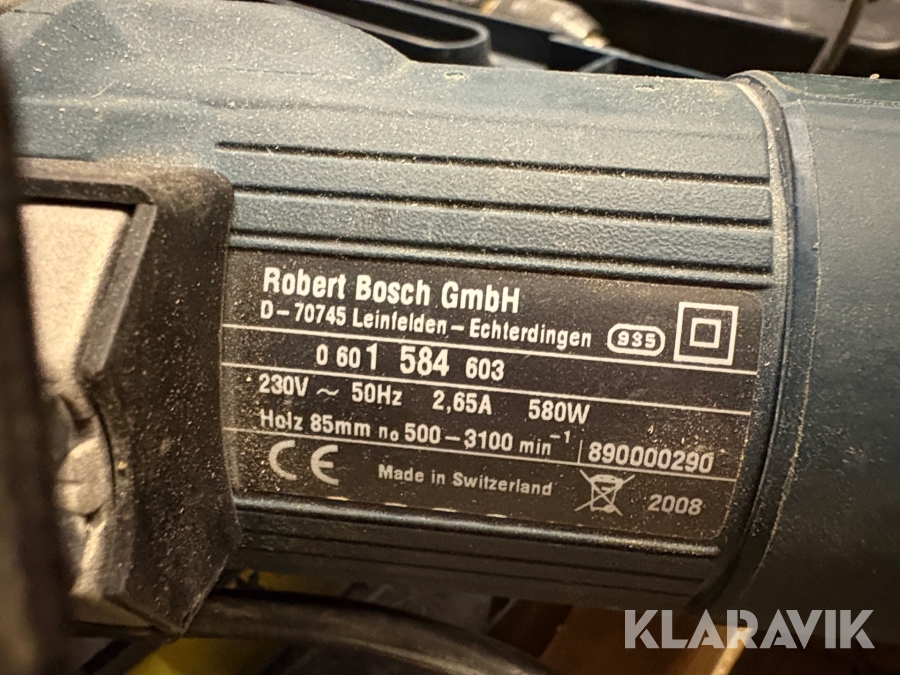 Robert Bosch GmbH
D-70745 Leinfelden-Echterdingen 935
0 601 584 603
230V ~ 50Hz 2,65A 580W
Holz 85mm no 500-3100 min⁻¹ 890000290
CE Made in Switzerland 2008
KLARAVIK